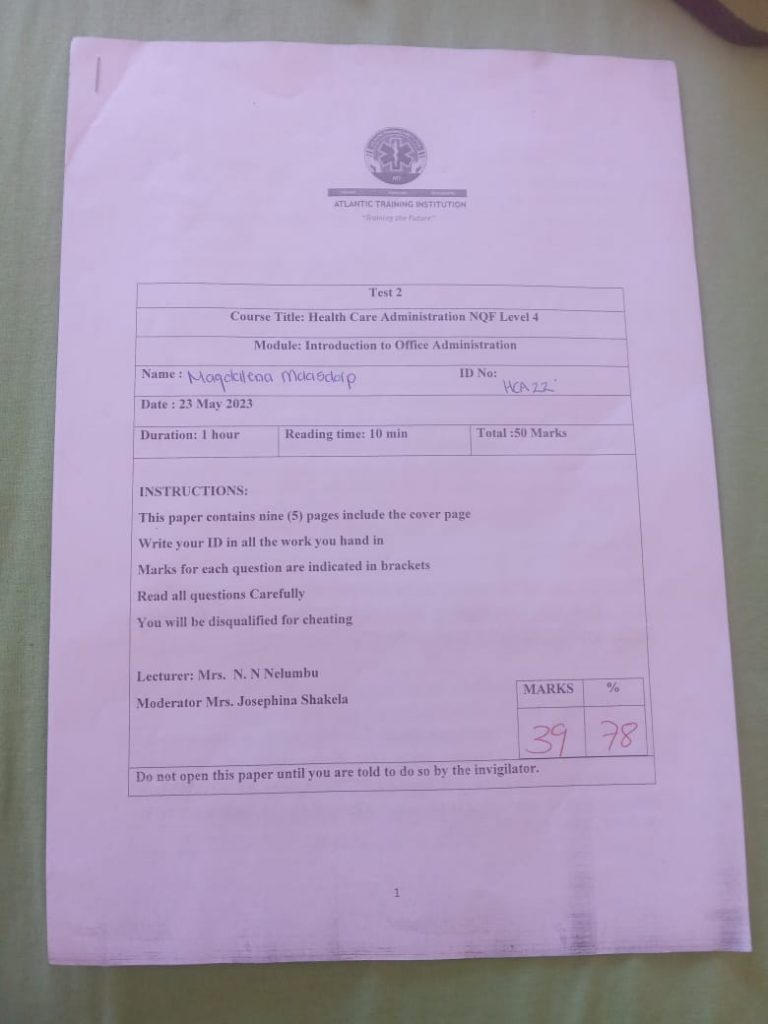 ATLANTIC TRAINING INSTITUTION
"Training the Future"
Test 2
Course Title: Health Care Administration NQF Level 4
Module: Introduction to Office Administration
Name : Magdalena Maasdorp ID No: HCA22
Date : 23 May 2023
Duration: 1 hour Reading time: 10 min Total :50 Marks
INSTRUCTIONS:
This paper contains nine (5) pages include the cover page
Write your ID in all the work you hand in
Marks for each question are indicated in brackets
Read all questions Carefully
You will be disqualified for cheating
Lecturer: Mrs. N. N Nelumbu
Moderator Mrs. Josephina Shakela
MARKS %
39 78
Do not open this paper until you are told to do so by the invigilator.
1